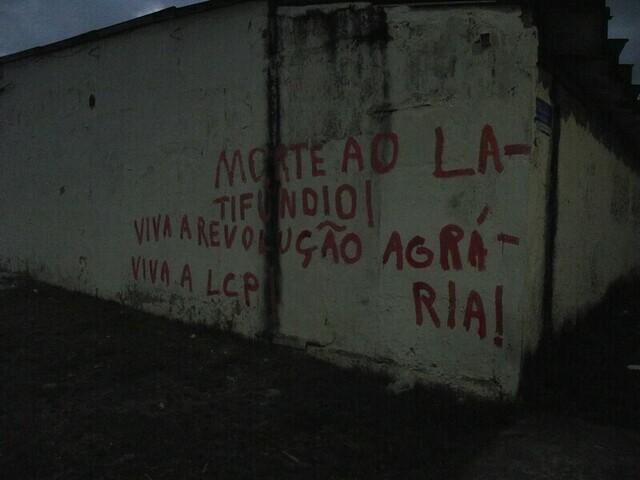 MORTE AO LA-
TIFUNDIO!
VIVA A REVOLUÇÃO AGRÁ-
RIA!
VIVA A LCP!